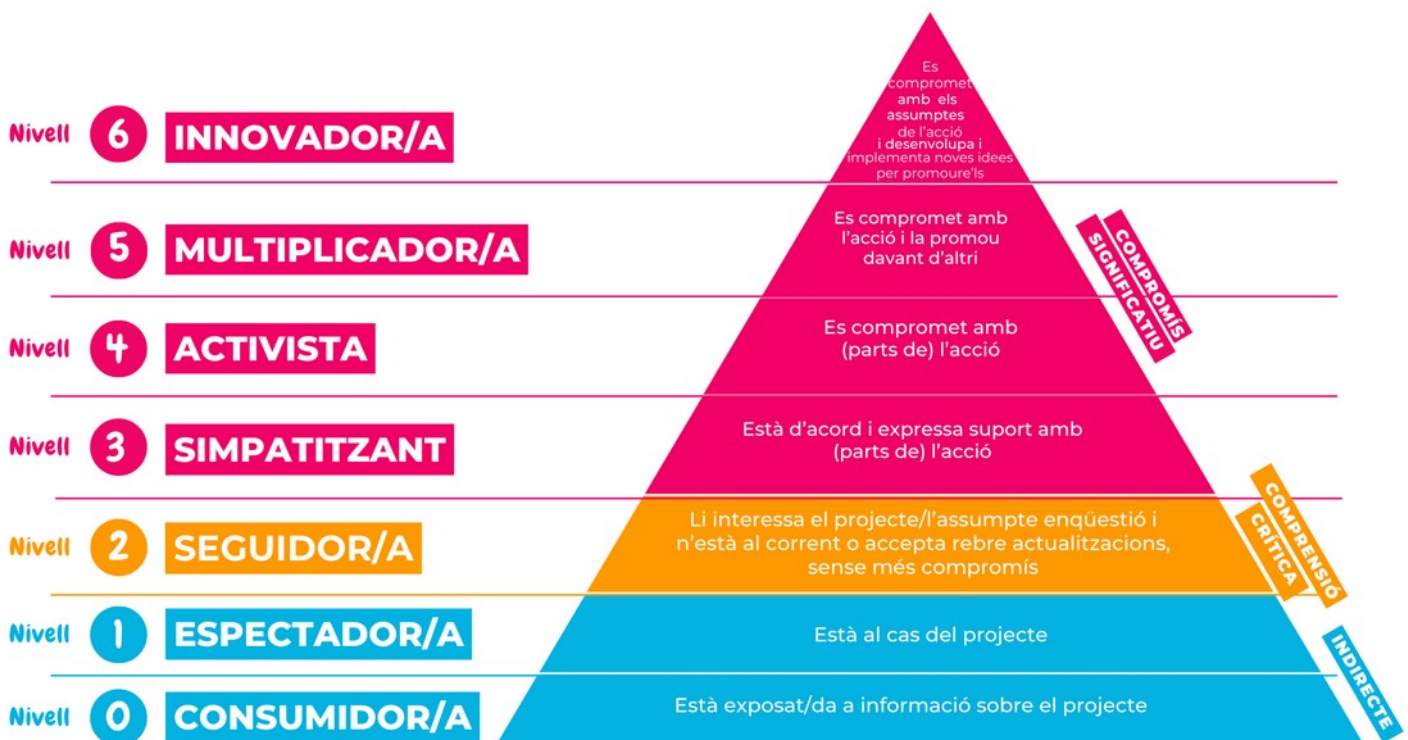 Nivell 6 INNOVADOR/A
Es
compromet
amb els
assumptes
de l'acció
i desenvolupa i
implementa noves idees
per promoure'ls
Nivell 5 MULTIPLICADOR/A
Es compromet amb
l'acció i la promou
davant d'altri
COMPROMÍS
SIGNIFICATIU
Nivell 4 ACTIVISTA
Es compromet amb
(parts de) l'acció
Nivell 3 SIMPATITZANT
Està d'acord i expressa suport amb
(parts de) l'acció
Nivell 2 SEGUIDOR/A
Li interessa el projecte/l'assumpte enqüestió i
n'està al corrent o accepta rebre actualitzacions,
sense més compromís
COMPRENSIÓ
CRÍTICA
Nivell 1 ESPECTADOR/A
Està al cas del projecte
Nivell 0 CONSUMIDOR/A
Està exposat/da a informació sobre el projecte
INDIRECTE